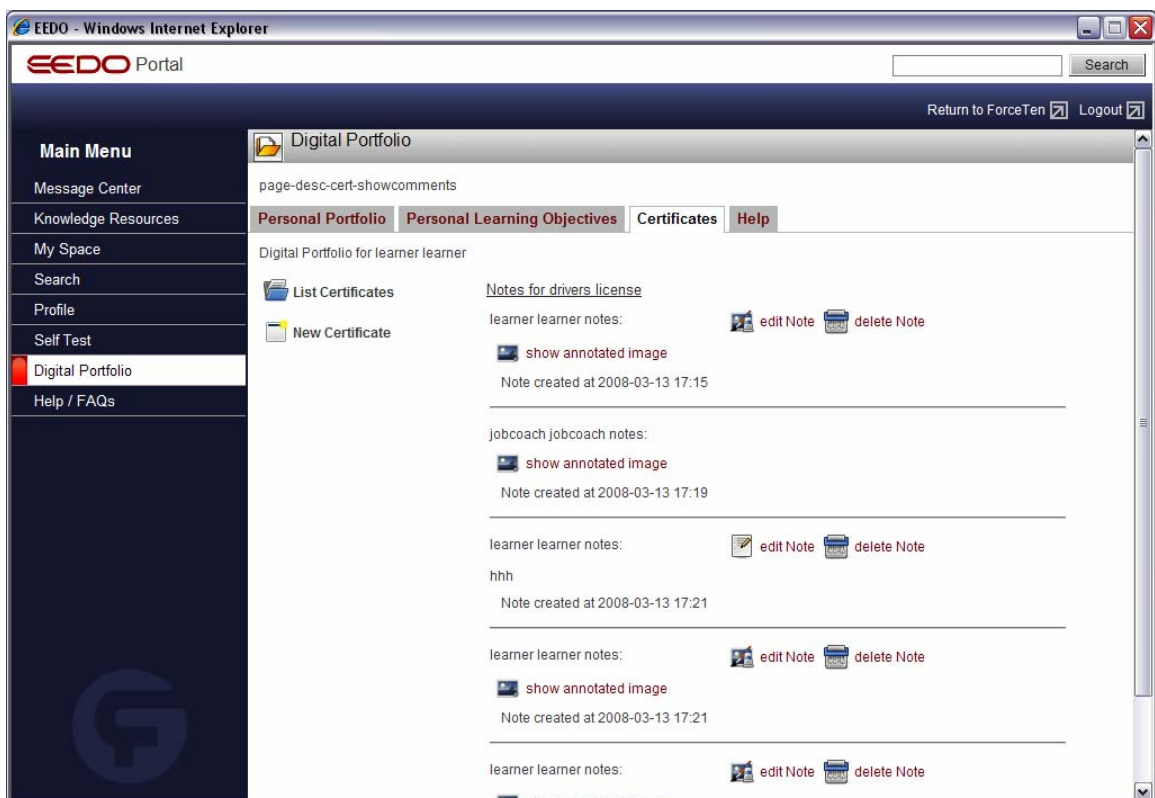 EEDO - Windows Internet Explorer
EEDO Portal
Search
Return to ForceTen Logout
Main Menu
Message Center
Knowledge Resources
My Space
Search
Profile
Self Test
Digital Portfolio
Help / FAQs
Digital Portfolio
page-desc-cert-showcomments
Personal Portfolio Personal Learning Objectives Certificates Help
Digital Portfolio for learner learner
List Certificates
New Certificate
Notes for drivers license
learner learner notes: edit Note delete Note
show annotated image
Note created at 2008-03-13 17:15
jobcoach jobcoach notes:
show annotated image
Note created at 2008-03-13 17:19
learner learner notes: edit Note delete Note
hhh
Note created at 2008-03-13 17:21
learner learner notes: edit Note delete Note
show annotated image
Note created at 2008-03-13 17:21
learner learner notes: edit Note delete Note